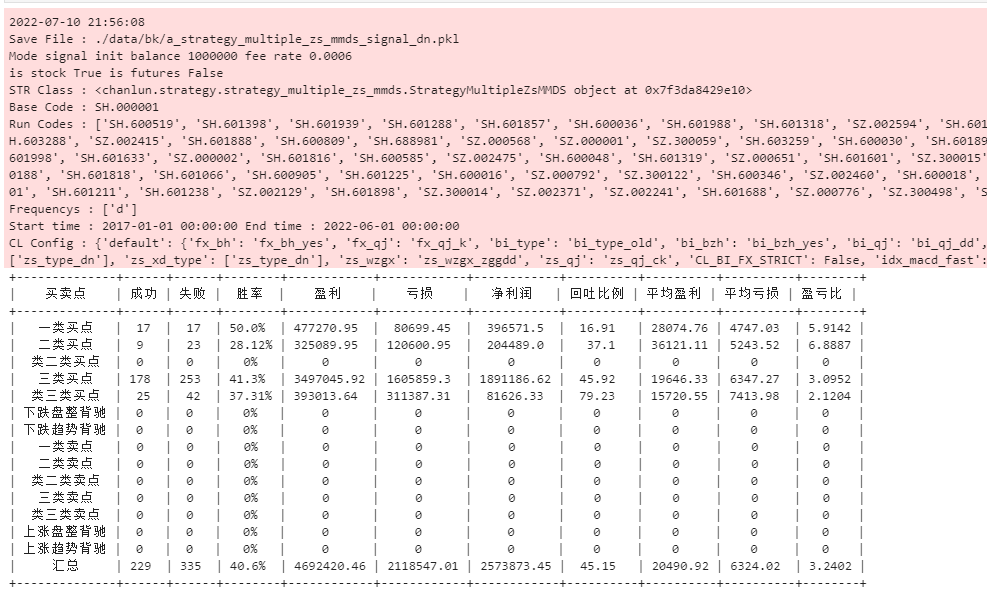 2022-07-10 21:56:08
Save File : ./data/bk/a_strategy_multiple_zs_mmds_signal_dn.pkl
Mode signal init balance 1000000 fee rate 0.0006
is stock True is futures False
STR Class : <chanlun.strategy.strategy_multiple_zs_mmds.StrategyMultipleZsMMDS object at 0x7f3da8429e10>
Base Code : SH.000001
Run Codes : ['SH.600519', 'SH.601398', 'SH.601939', 'SH.601288', 'SH.601857', 'SH.600036', 'SH.601988', 'SH.601318', 'SZ.002594', 'SH.601
H.603288', 'SZ.002415', 'SH.601888', 'SH.600809', 'SH.688981', 'SZ.000568', 'SZ.000001', 'SZ.300059', 'SH.603259', 'SH.600030', 'SH.60189
601998', 'SH.601633', 'SZ.000002', 'SH.601816', 'SH.600585', 'SZ.002475', 'SH.600048', 'SH.601319', 'SZ.000651', 'SH.601601', 'SZ.300015'
0188', 'SH.601818', 'SH.601066', 'SH.600905', 'SH.601225', 'SH.600016', 'SZ.000792', 'SZ.300122', 'SH.600346', 'SZ.002460', 'SH.600018',
01', 'SH.601211', 'SH.601238', 'SZ.002129', 'SH.601898', 'SZ.300014', 'SZ.002371', 'SZ.002241', 'SH.601688', 'SZ.000776', 'SZ.300498', 'S
Frequencys : ['d']
Start time : 2017-01-01 00:00:00 End time : 2022-06-01 00:00:00
CL Config : {'default': {'fx_bh': 'fx_bh_yes', 'fx_qj': 'fx_qj_k', 'bi_type': 'bi_type_old', 'bi_bzh': 'bi_bzh_yes', 'bi_qj': 'bi_qj_dd',
['zs_type_dn'], 'zs_xd_type': ['zs_type_dn'], 'zs_wzgx': 'zs_wzgx_zggdd', 'zs_qj': 'zs_qj_ck', 'CL_BI_FX_STRICT': False, 'idx_macd_fast':
| 买卖点 | 成功 | 失败 | 胜率 | 盈利 | 亏损 | 净利润 | 回吐比例 | 平均盈利 | 平均亏损 | 盈亏比 |
| 一类买点 | 17 | 17 | 50.0% | 477270.95 | 80699.45 | 396571.5 | 16.91 | 28074.76 | 4747.03 | 5.9142 |
| 二类买点 | 9 | 23 | 28.12% | 325089.95 | 120600.95 | 204489.0 | 37.1 | 36121.11 | 5243.52 | 6.8887 |
| 类二类买点 | 0 | 0 | 0% | 0 | 0 | 0 | 0 | 0 | 0 | 0 |
| 三类买点 | 178 | 253 | 41.3% | 3497045.92 | 1605859.3 | 1891186.62 | 45.92 | 19646.33 | 6347.27 | 3.0952 |
| 类三类买点 | 25 | 42 | 37.31% | 393013.64 | 311387.31 | 81626.33 | 79.23 | 15720.55 | 7413.98 | 2.1204 |
| 下跌盘整背驰 | 0 | 0 | 0% | 0 | 0 | 0 | 0 | 0 | 0 | 0 |
| 下跌趋势背驰 | 0 | 0 | 0% | 0 | 0 | 0 | 0 | 0 | 0 | 0 |
| 一类卖点 | 0 | 0 | 0% | 0 | 0 | 0 | 0 | 0 | 0 | 0 |
| 二类卖点 | 0 | 0 | 0% | 0 | 0 | 0 | 0 | 0 | 0 | 0 |
| 类二类卖点 | 0 | 0 | 0% | 0 | 0 | 0 | 0 | 0 | 0 | 0 |
| 三类卖点 | 0 | 0 | 0% | 0 | 0 | 0 | 0 | 0 | 0 | 0 |
| 类三类卖点 | 0 | 0 | 0% | 0 | 0 | 0 | 0 | 0 | 0 | 0 |
| 上涨盘整背驰 | 0 | 0 | 0% | 0 | 0 | 0 | 0 | 0 | 0 | 0 |
| 上涨趋势背驰 | 0 | 0 | 0% | 0 | 0 | 0 | 0 | 0 | 0 | 0 |
| 汇总 | 229 | 335 | 40.6% | 4692420.46 | 2118547.01 | 2573873.45 | 45.15 | 20490.92 | 6324.02 | 3.2402 |